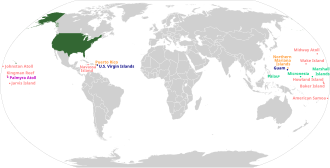 Johnston Atoll
Kingman Reef
Palmyra Atoll
Jarvis Island
Puerto Rico
U.S. Virgin Islands
Navassa
Island
Midway Atoll
Northern
Mariana
Islands
Guam
Wake Island
Palau
Micronesia
Marshall
Islands
Howland Island
Baker Island
American Samoa